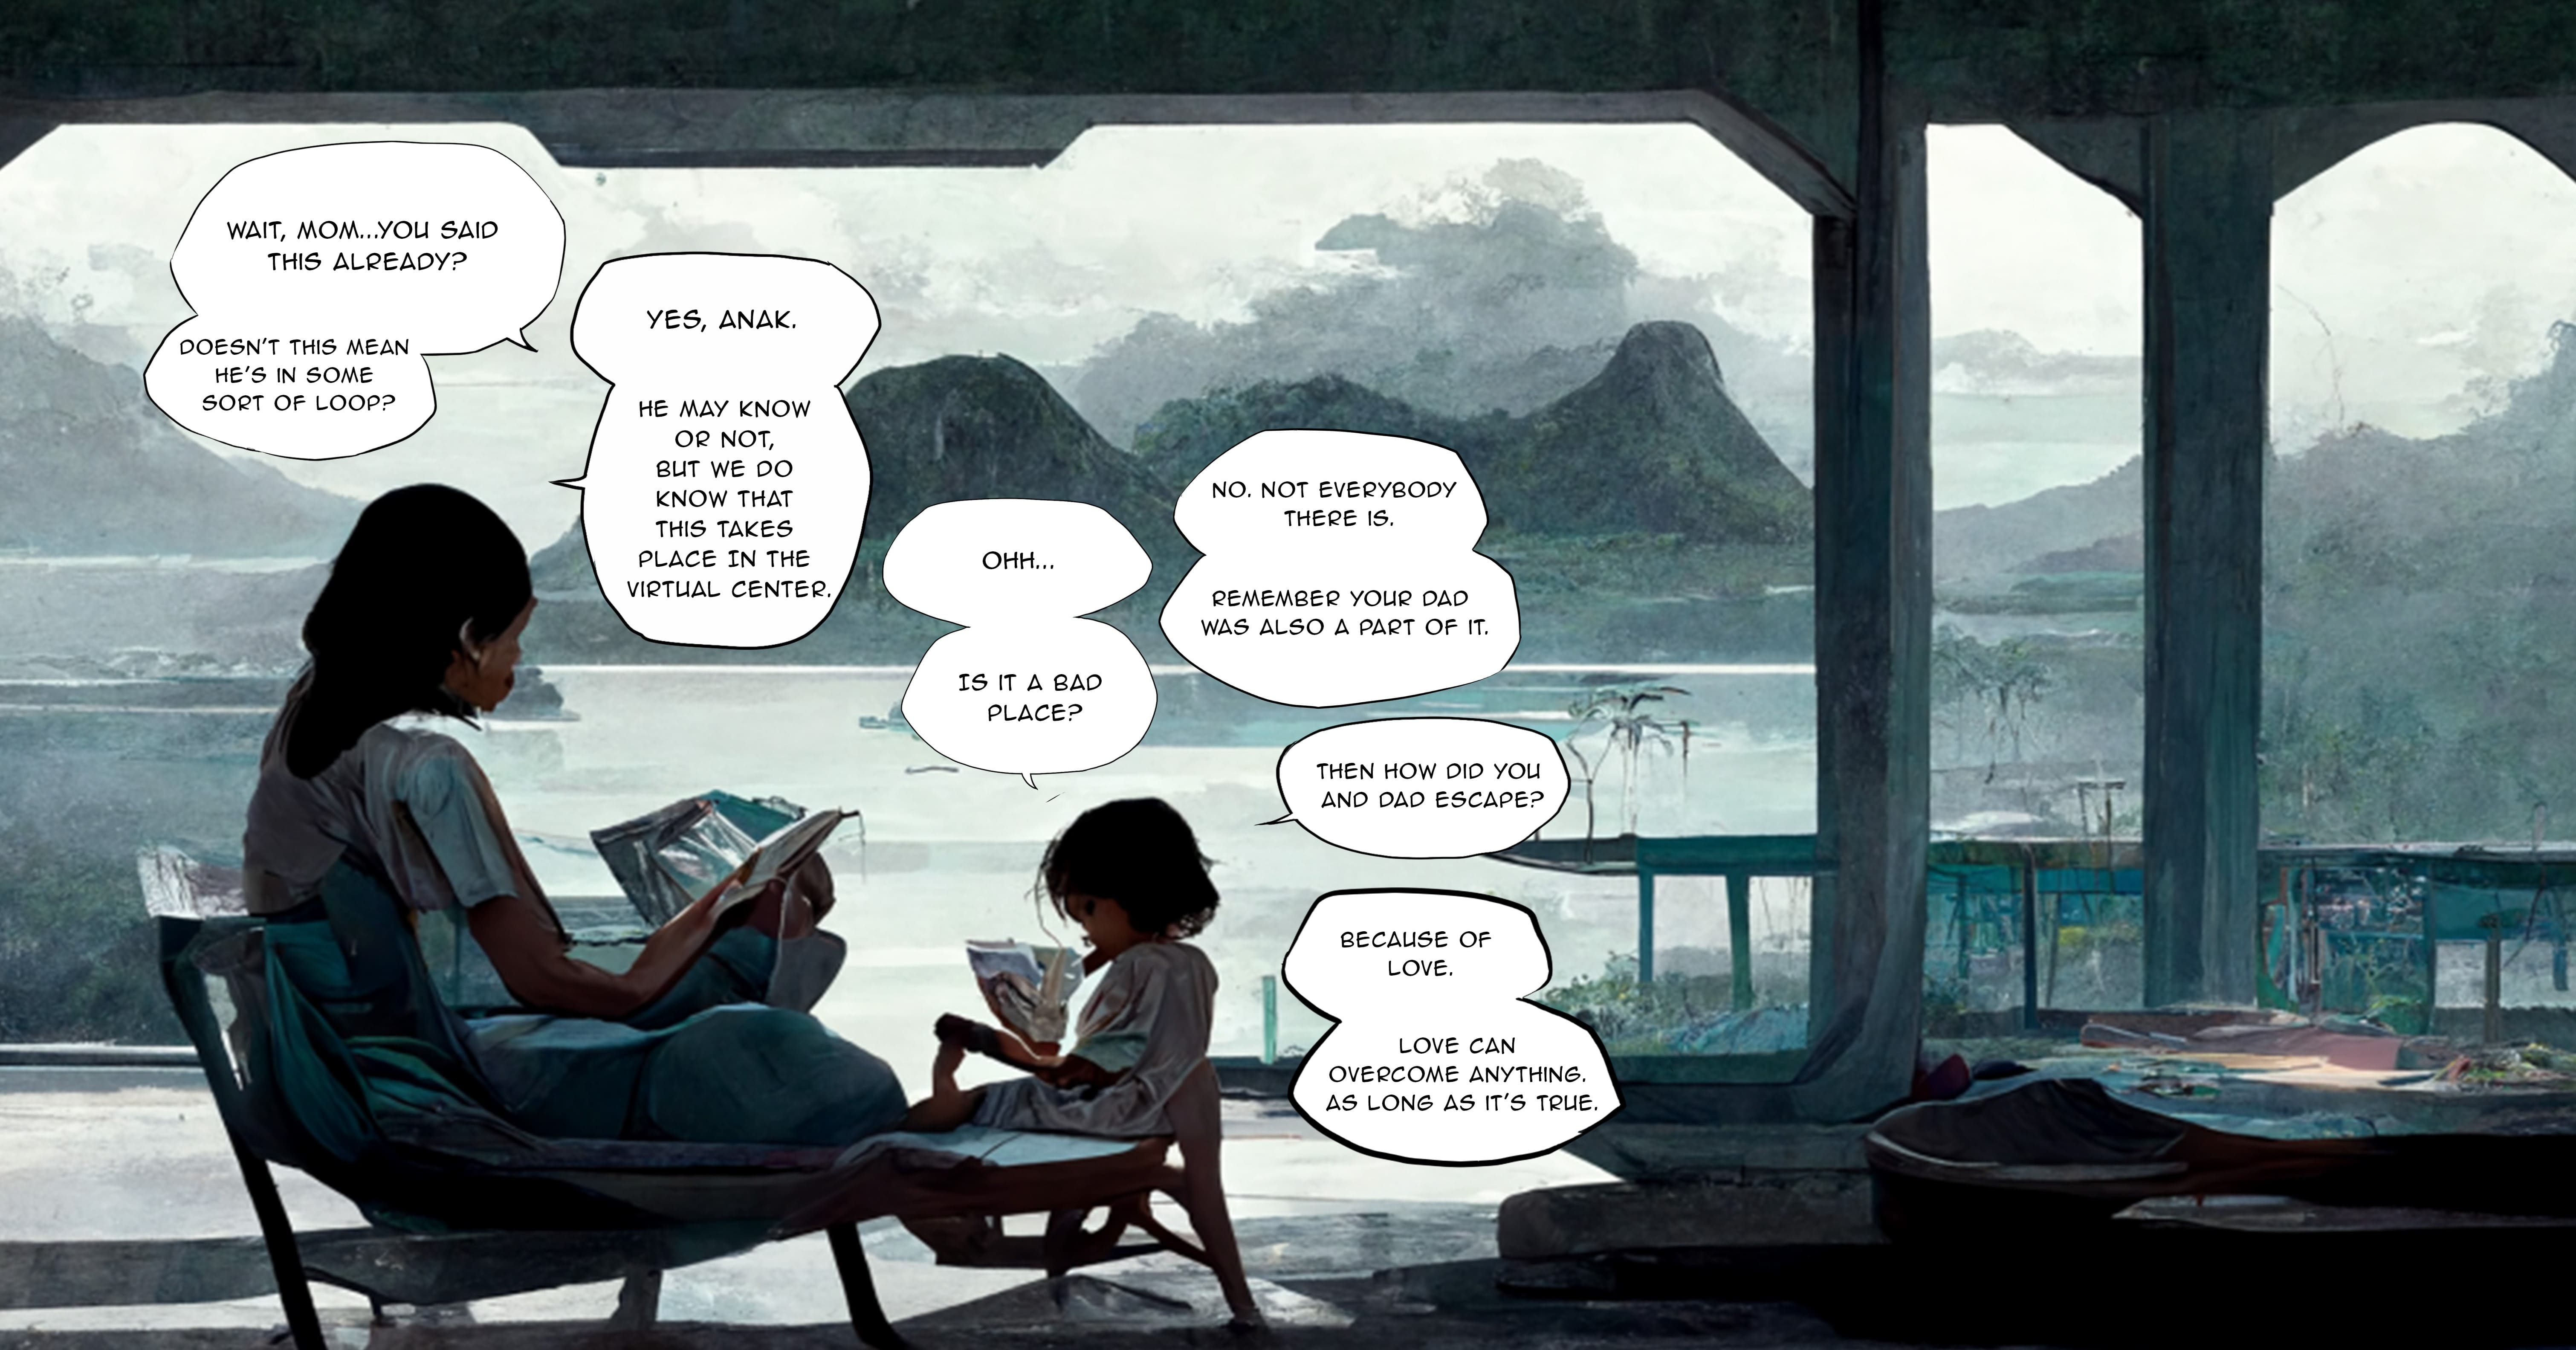 WAIT, MOM...YOU SAID
THIS ALREADY?
DOESN'T THIS MEAN
HE'S IN SOME
SORT OF LOOP?
YES, ANAK.
HE MAY KNOW
OR NOT,
BUT WE DO
KNOW THAT
THIS TAKES
PLACE IN THE
VIRTUAL CENTER.
OHH...
IS IT A BAD
PLACE?
NO. NOT EVERYBODY
THERE IS.
REMEMBER YOUR DAD
WAS ALSO A PART OF IT.
THEN HOW DID YOU
AND DAD ESCAPE?
BECAUSE OF
LOVE.
LOVE CAN
OVERCOME ANYTHING.
AS LONG AS IT'S TRUE.